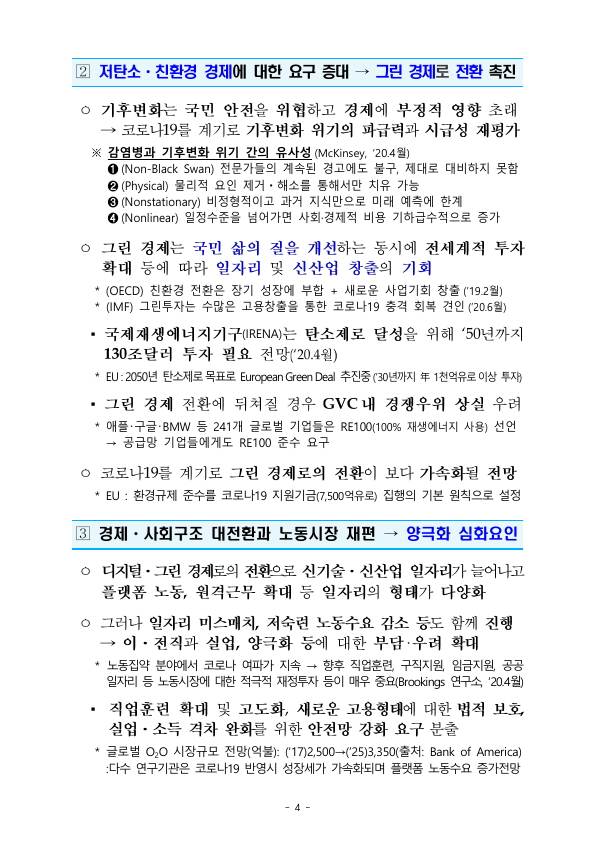 ② 저탄소·친환경 경제에 대한 요구 증대 → 그린 경제로 전환 촉진
ㅇ 기후변화는 국민 안전을 위협하고 경제에 부정적 영향 초래
→ 코로나19를 계기로 기후변화 위기의 파급력과 시급성 재평가
※ 감염병과 기후변화 위기 간의 유사성 (McKinsey, ‘20.4월)
❶ (Non-Black Swan) 전문가들의 계속된 경고에도 불구, 제대로 대비하지 못함
❷ (Physical) 물리적 요인 제거·해소를 통해서만 치유 가능
❸ (Nonstationary) 비정형적이고 과거 지식만으로 미래 예측에 한계
❹ (Nonlinear) 일정수준을 넘어가면 사회·경제적 비용 기하급수적으로 증가
ㅇ 그린 경제는 국민 삶의 질을 개선하는 동시에 전세계적 투자
확대 등에 따라 일자리 및 신산업 창출의 기회
* (OECD) 친환경 전환은 장기 성장에 부합 + 새로운 사업기회 창출 (‘19.2월)
* (IMF) 그린투자는 수많은 고용창출을 통한 코로나19 충격 회복 견인 (’20.6월)
▪ 국제재생에너지기구(IRENA)는 탄소제로 달성을 위해 ‘50년까지
130조달러 투자 필요 전망(‘20.4월)
* EU : 2050년 탄소제로 목표로 European Green Deal 추진중 (‘30년까지 年 1천억유로 이상 투자)
▪ 그린 경제 전환에 뒤쳐질 경우 GVC 내 경쟁우위 상실 우려
* 애플·구글·BMW 등 241개 글로벌 기업들은 RE100(100% 재생에너지 사용) 선언
→ 공급망 기업들에게도 RE100 준수 요구
ㅇ 코로나19를 계기로 그린 경제로의 전환이 보다 가속화될 전망
* EU : 환경규제 준수를 코로나19 지원기금(7,500억유로) 집행의 기본 원칙으로 설정
③ 경제·사회구조 대전환과 노동시장 재편 → 양극화 심화요인
ㅇ 디지털·그린 경제로의 전환으로 신기술·신산업 일자리가 늘어나고
플랫폼 노동, 원격근무 확대 등 일자리의 형태가 다양화
ㅇ 그러나 일자리 미스매치, 저숙련 노동수요 감소 등도 함께 진행
→ 이·전직과 실업, 양극화 등에 대한 부담·우려 확대
* 노동집약 분야에서 코로나 여파가 지속 → 향후 직업훈련, 구직지원, 임금지원, 공공
일자리 등 노동시장에 대한 적극적 재정투자 등이 매우 중요(Brookings 연구소, ‘20.4월)
▪ 직업훈련 확대 및 고도화, 새로운 고용형태에 대한 법적 보호,
실업·소득 격차 완화를 위한 안전망 강화 요구 분출
* 글로벌 O2O 시장규모 전망(억불): (‘17)2,500→(‘25)3,350(출처: Bank of America)
:다수 연구기관은 코로나19 반영시 성장세가 가속화되며 플랫폼 노동수요 증가전망
- 4 -